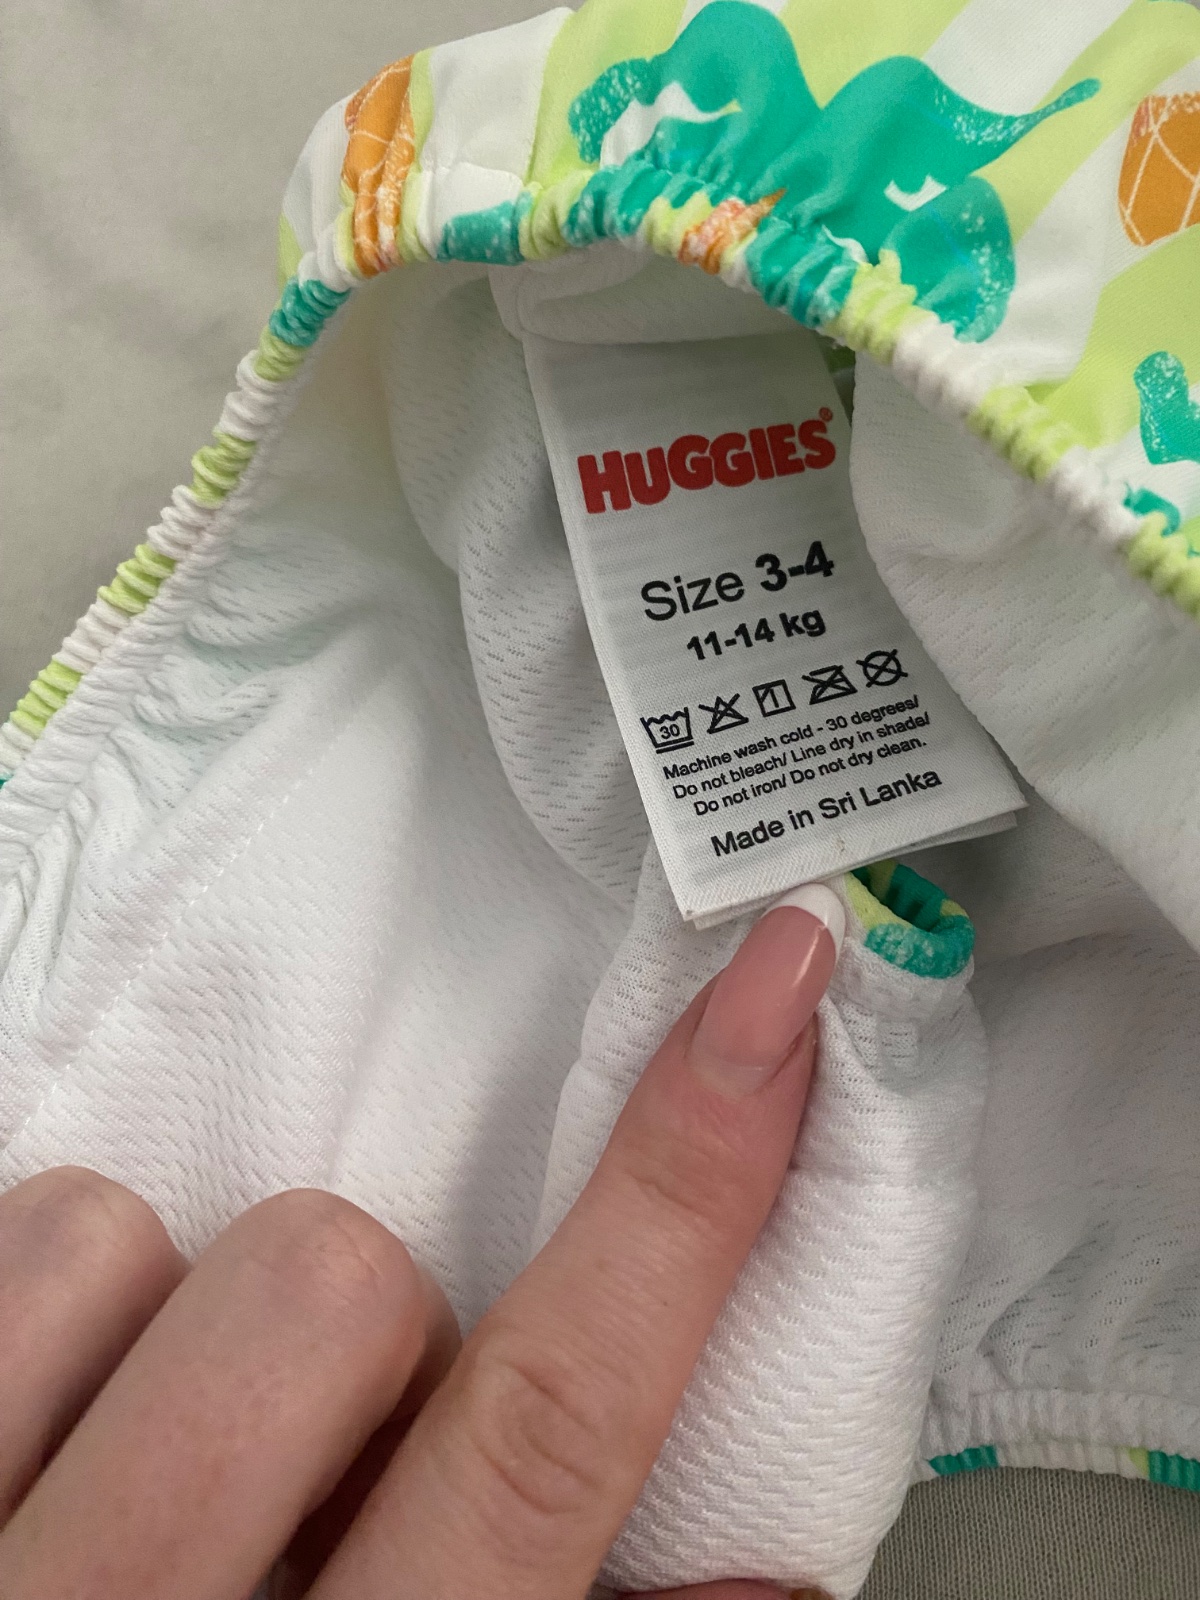 HUGGIES®
Size 3-4
11-14 kg
30 1
Machine wash cold - 30 degrees/
Do not bleach/ Line dry in shade/
Do not iron/ Do not dry clean.
Made in Sri Lanka